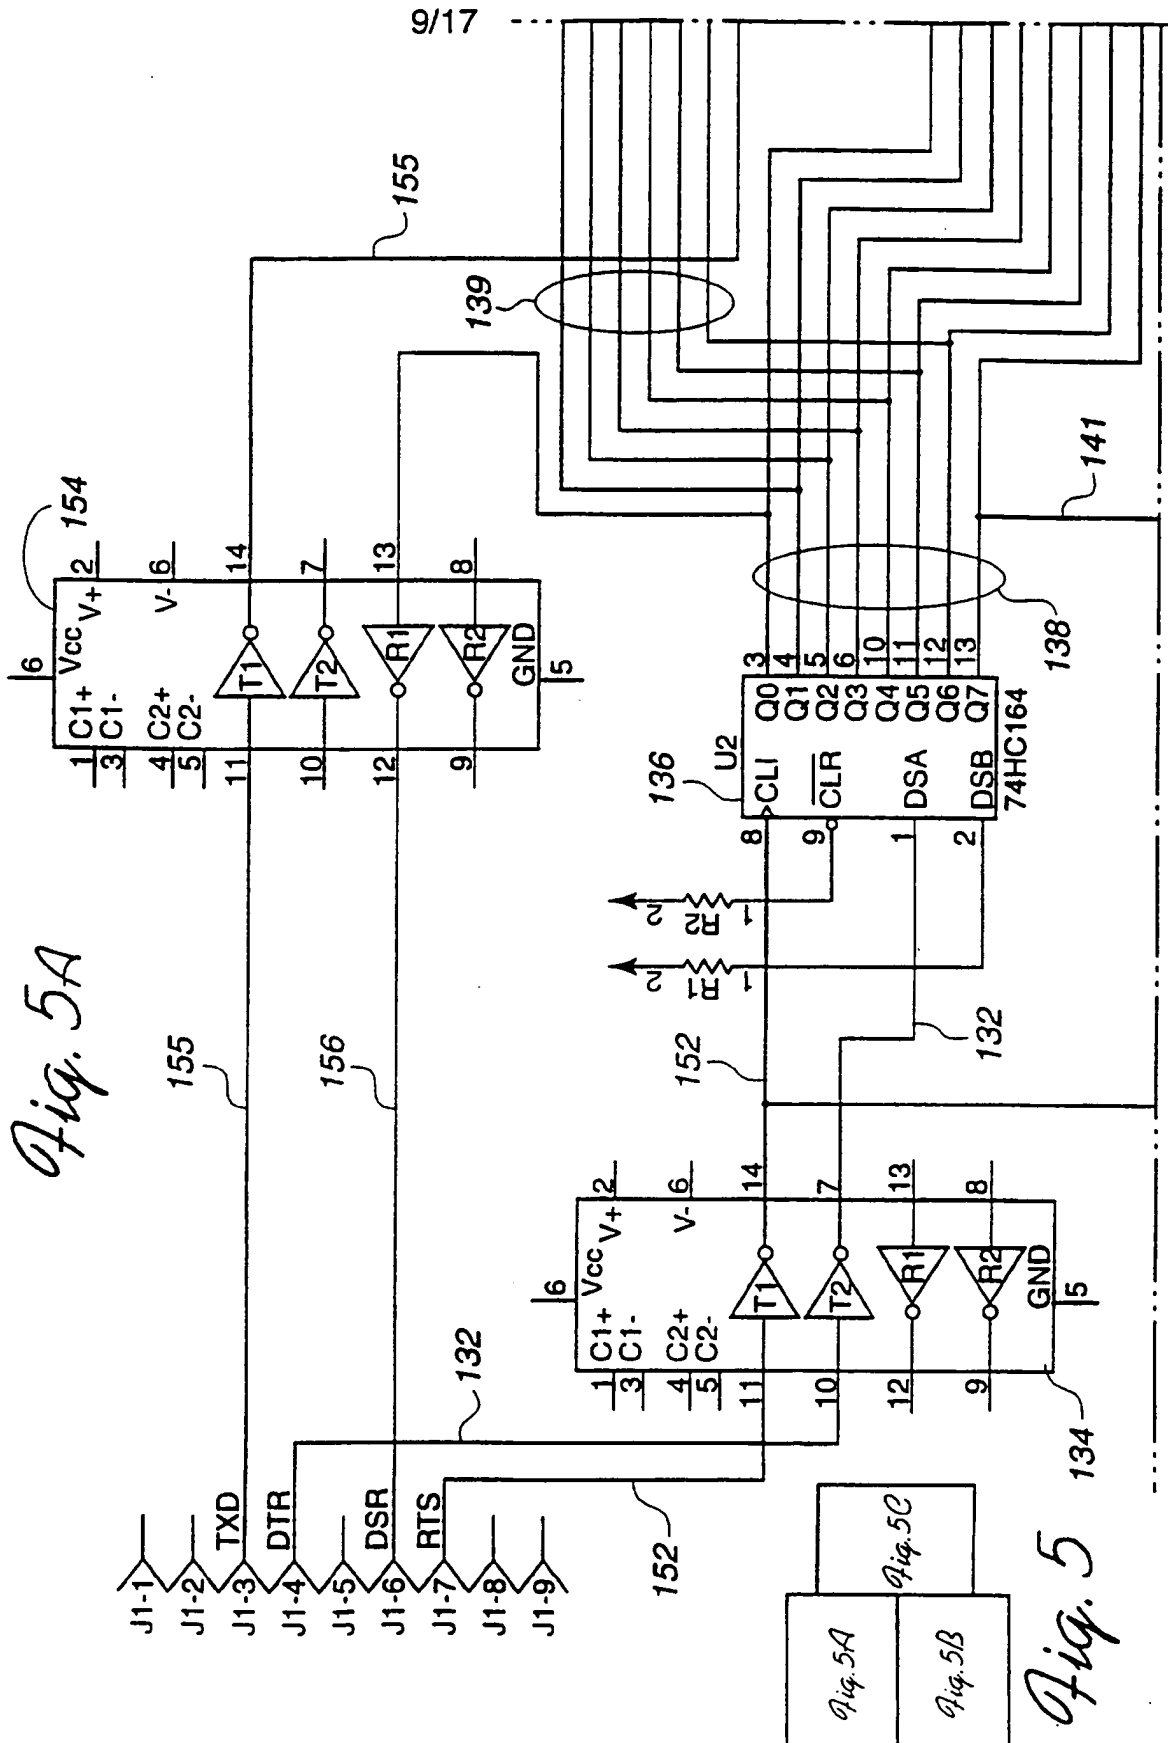 9/17
Fig. 5A
J1-1
J1-2
J1-3 TXD
J1-4 DTR
J1-5
J1-6 DSR
J1-7 RTS
J1-8
J1-9
155
156
132
152
154
6
Vcc
1 C1+ V+ 2
3 C1-
4 C2+ V- 6
5 C2-
11 T1 14
10 T2 7
12 R1 13
9 R2 8
GND
5
155
139
6
Vcc
1 C1+ V+ 2
3 C1-
4 C2+ V- 6
5 C2-
11 T1 14
10 T2 7
12 R1 13
9 R2 8
GND
5
134
152
132
2 R1 1
2 R2 1
136
U2
8 CLI Q0 3
Q1 4
9 CLR Q2 5
Q3 6
1 DSA Q4 10
Q5 11
2 DSB Q6 12
Q7 13
74HC164
138
141
Fig.5A
Fig.5B
Fig.5C
Fig. 5